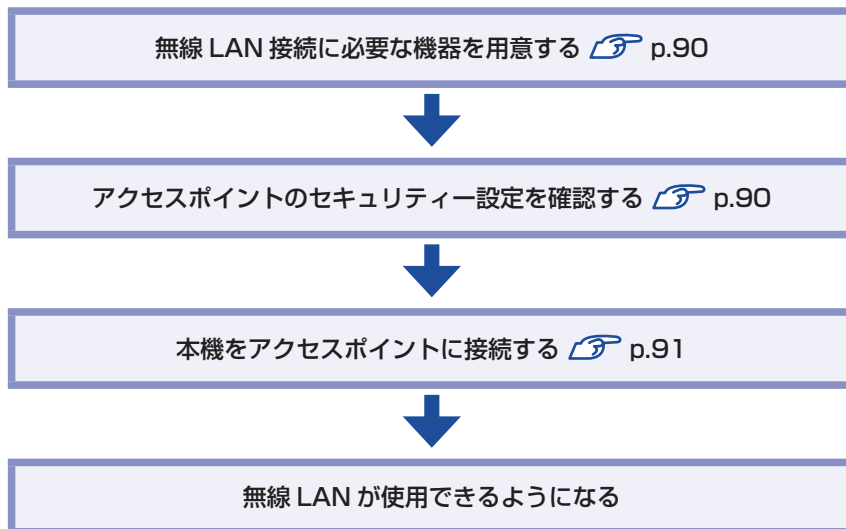 無線 LAN 接続に必要な機器を用意する p.90
アクセスポイントのセキュリティー設定を確認する p.90
本機をアクセスポイントに接続する p.91
無線 LAN が使用できるようになる